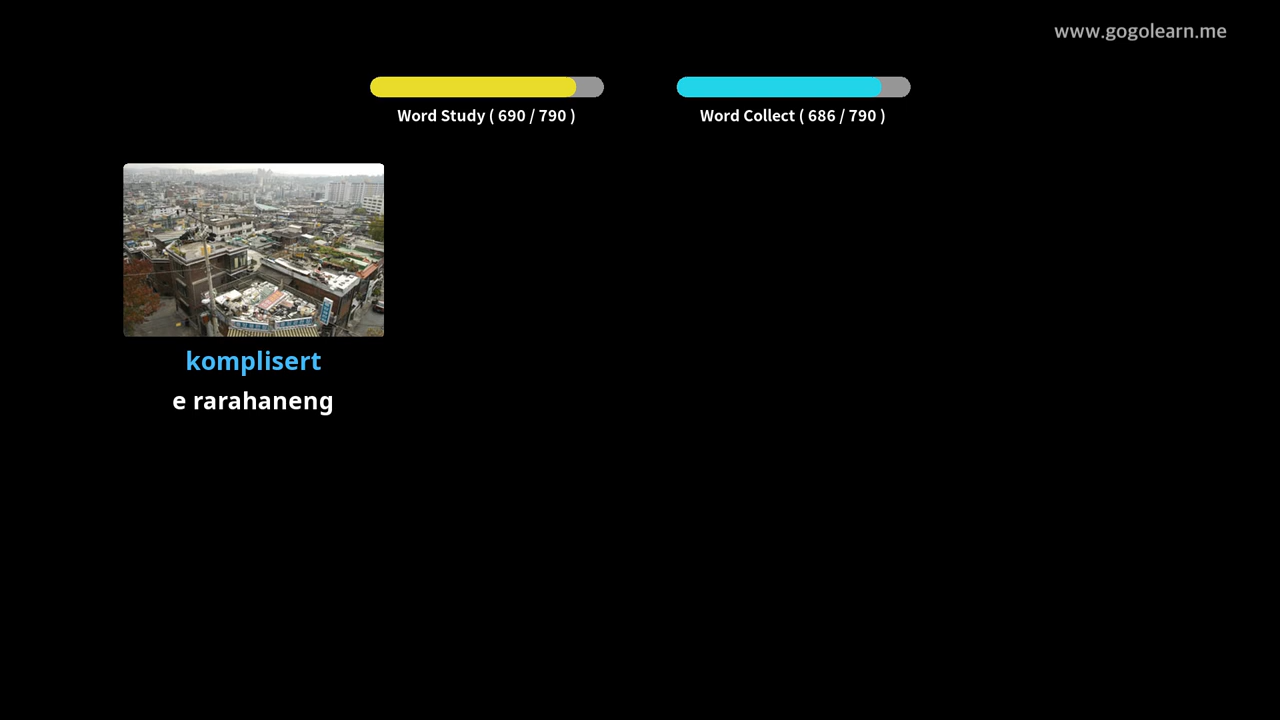 www.gogolearn.me
Word Study ( 690 / 790 )
Word Collect ( 686 / 790 )
komplisert
e rarahaneng